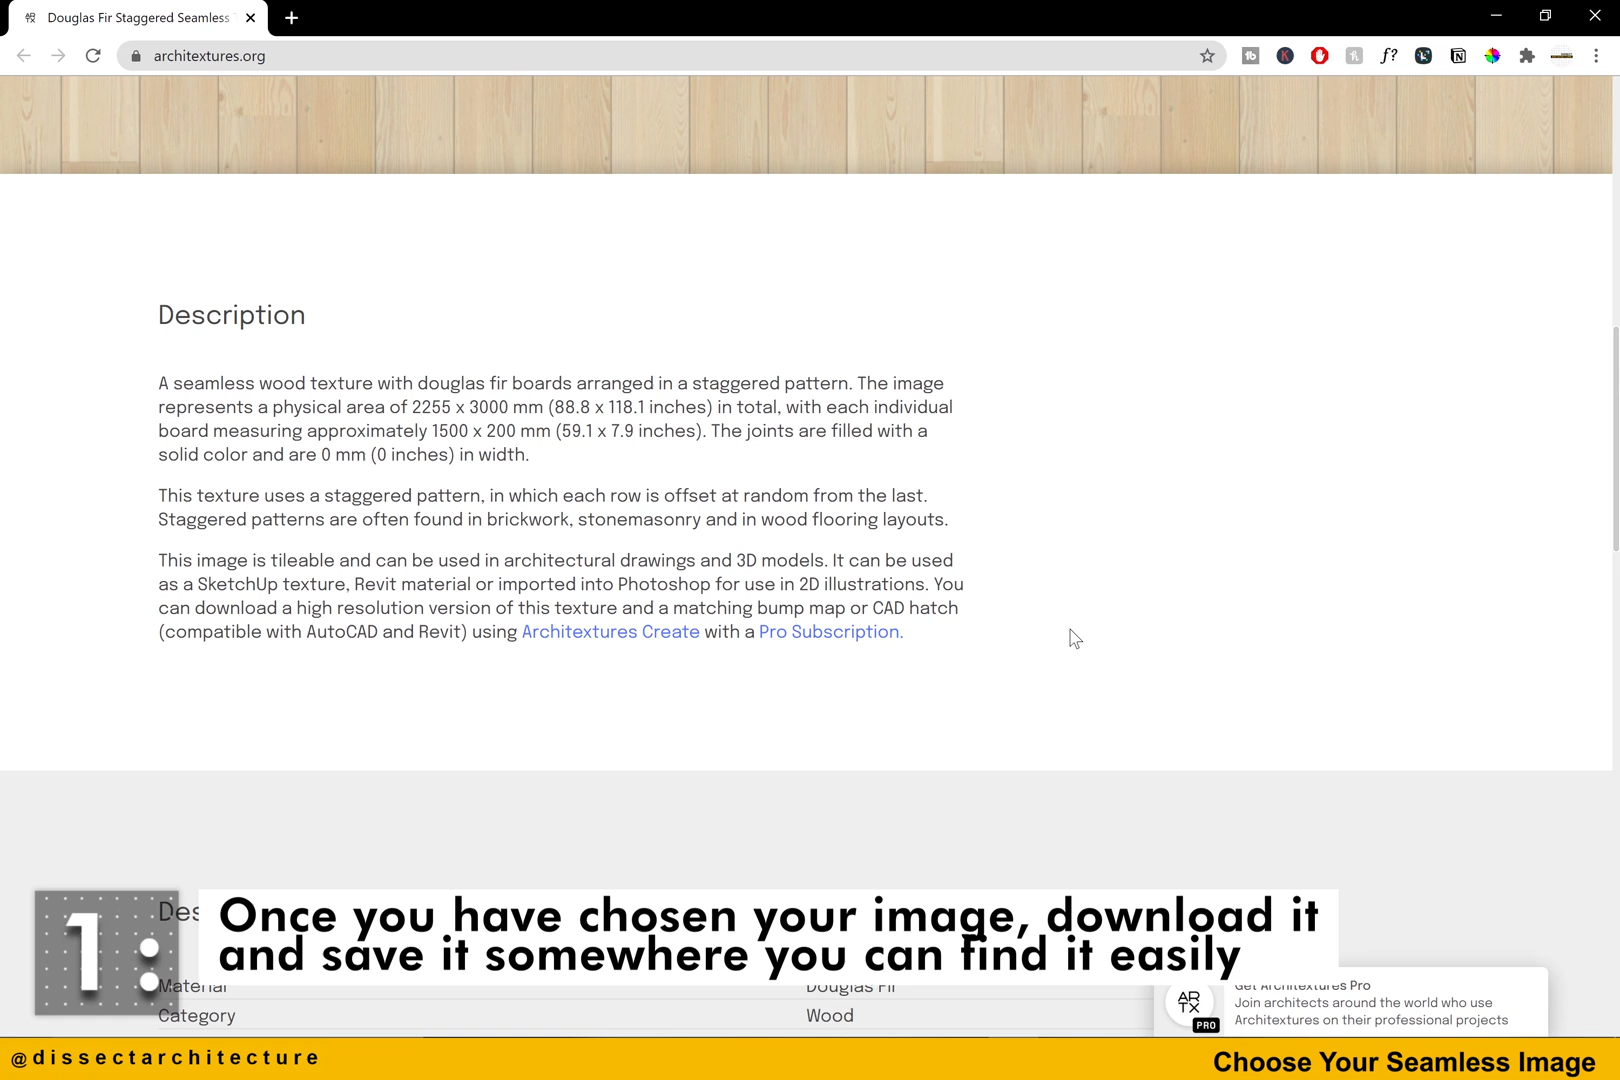 Douglas Fir Staggered Seamless
architextures.org
Description
A seamless wood texture with douglas fir boards arranged in a staggered pattern. The image
represents a physical area of 2255 x 3000 mm (88.8 x 118.1 inches) in total, with each individual
board measuring approximately 1500 x 200 mm (59.1 x 7.9 inches). The joints are filled with a
solid color and are 0 mm (0 inches) in width.
This texture uses a staggered pattern, in which each row is offset at random from the last.
Staggered patterns are often found in brickwork, stonemasonry and in wood flooring layouts.
This image is tileable and can be used in architectural drawings and 3D models. It can be used
as a SketchUp texture, Revit material or imported into Photoshop for use in 2D illustrations. You
can download a high resolution version of this texture and a matching bump map or CAD hatch
(compatible with AutoCAD and Revit) using Architextures Create with a Pro Subscription.
1:
Des
Once you have chosen your image, download it
and save it somewhere you can find it easily
Material Douglas Fir
Category Wood
AR
TX
PRO
Get Architextures Pro
Join architects around the world who use
Architextures on their professional projects
@dissectarchitecture
Choose Your Seamless Image